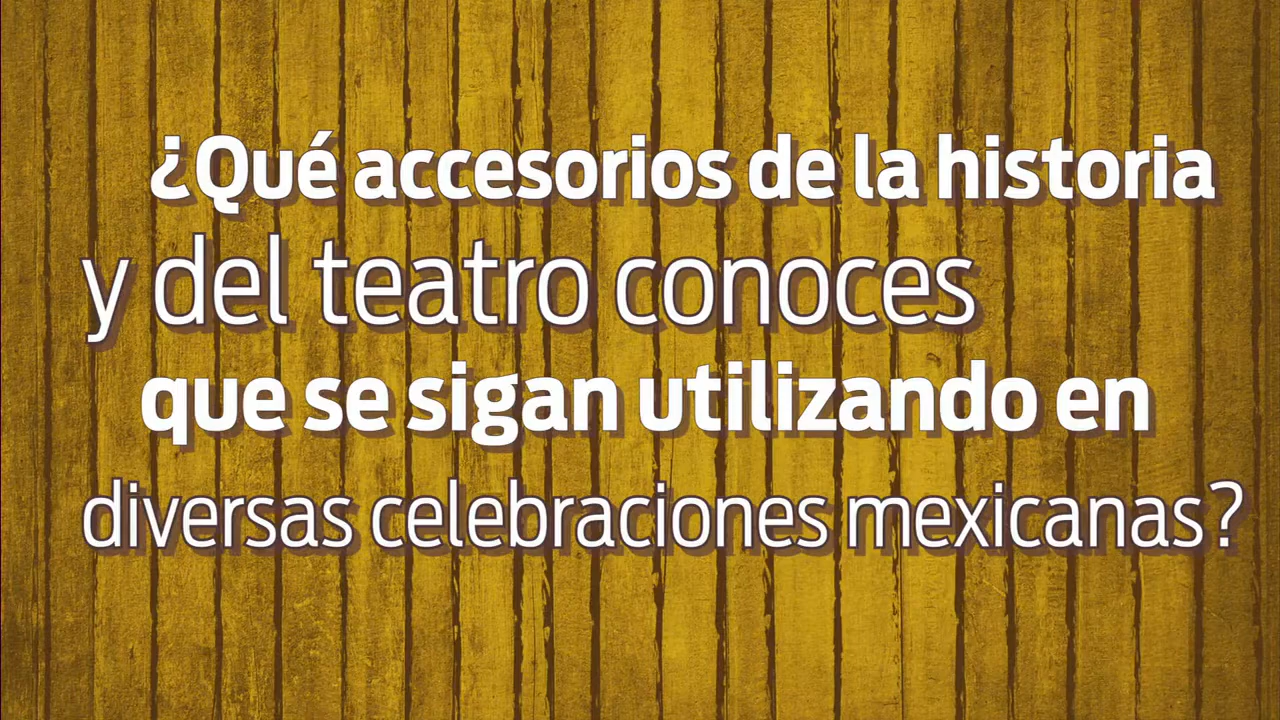 ¿Qué accesorios de la historia
y del teatro conoces
que se sigan utilizando en
diversas celebraciones mexicanas?